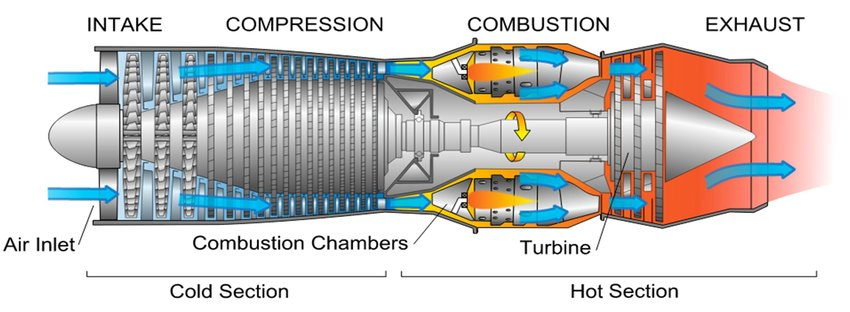 INTAKE
COMPRESSION
COMBUSTION
EXHAUST
Air Inlet
Combustion Chambers
Turbine
Cold Section
Hot Section